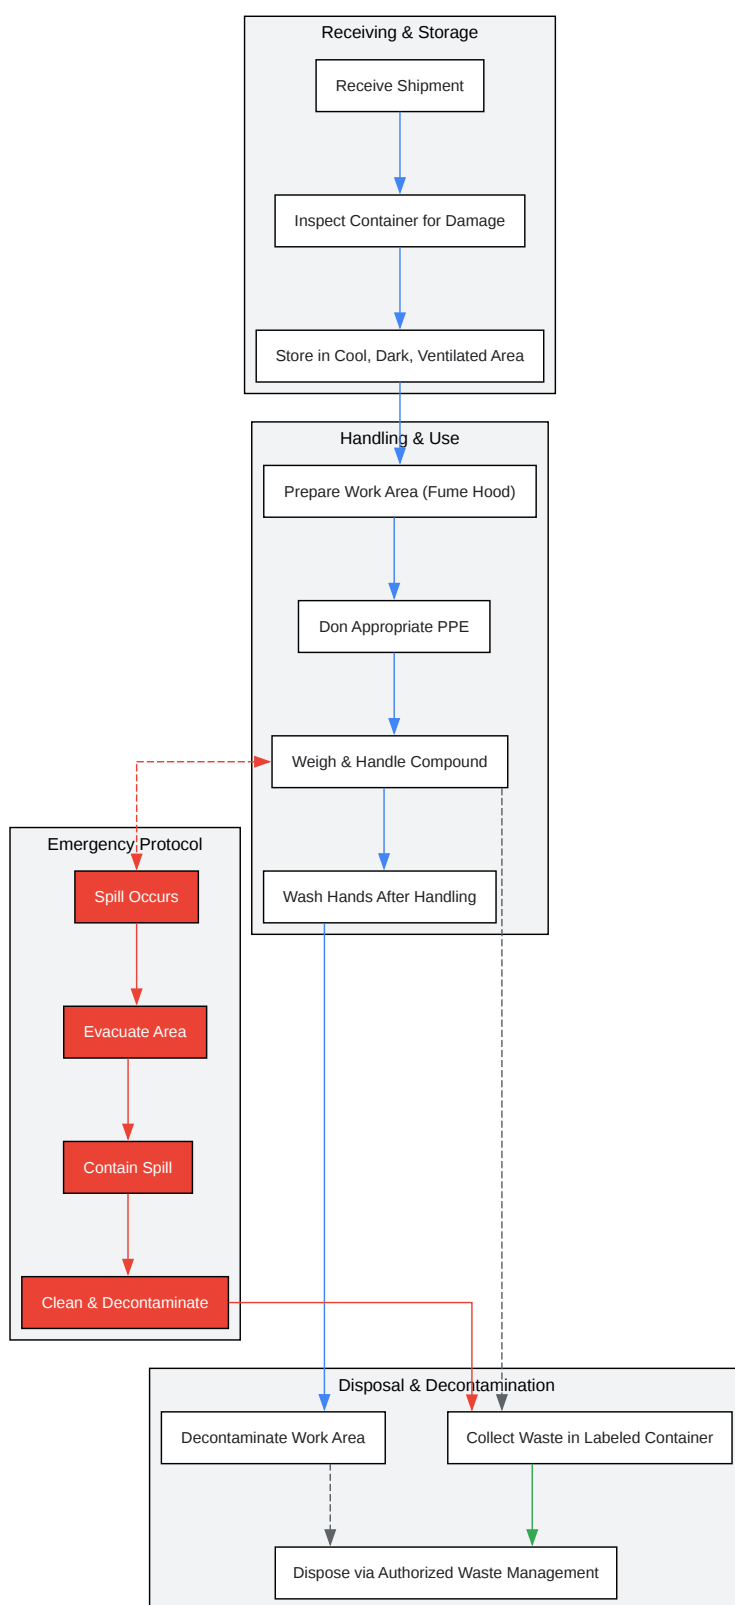 Receiving & Storage
Receive Shipment
Inspect Container for Damage
Store in Cool, Dark, Ventilated Area
Handling & Use
Prepare Work Area (Fume Hood)
Don Appropriate PPE
Weigh & Handle Compound
Wash Hands After Handling
Emergency Protocol
Spill Occurs
Evacuate Area
Contain Spill
Clean & Decontaminate
Disposal & Decontamination
Decontaminate Work Area
Collect Waste in Labeled Container
Dispose via Authorized Waste Management